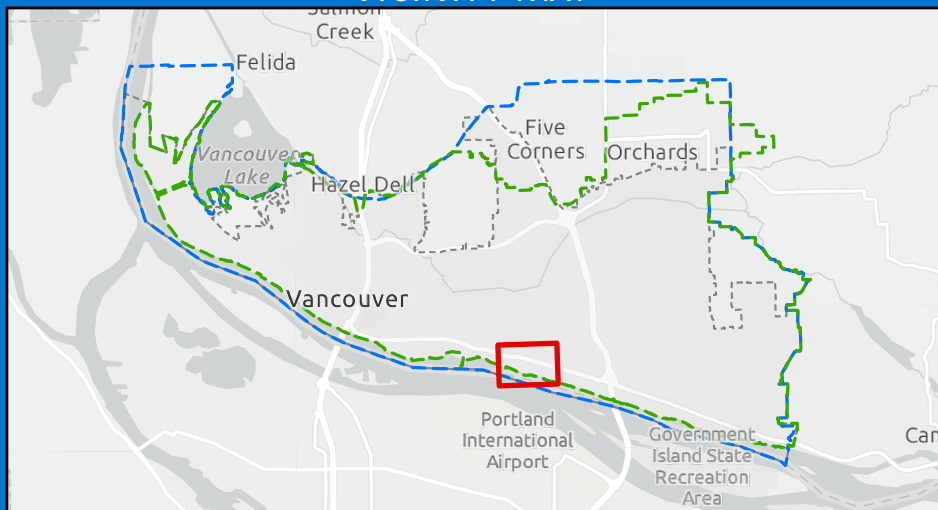 Salmon
Creek
Felida
Five
Corners
Orchards
Vancouver
Lake
Hazel Dell
Vancouver
Portland
International
Airport
Government
Island State
Recreation
Area